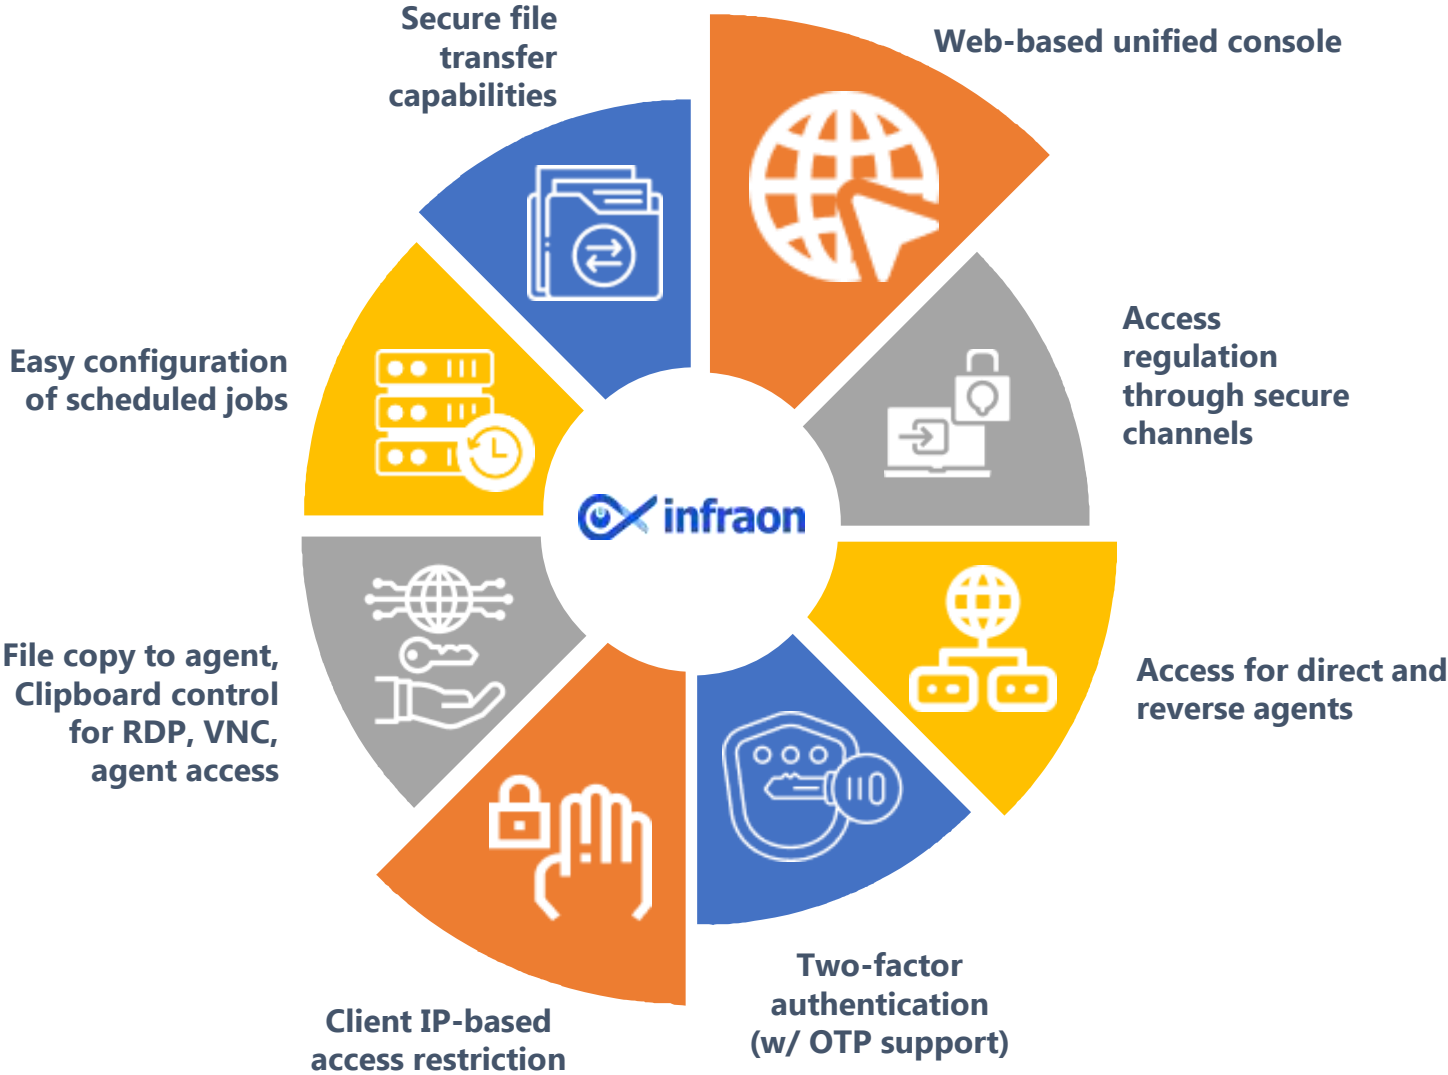 Secure file
transfer
capabilities
Web-based unified console
Access
regulation
through secure
channels
Easy configuration
of scheduled jobs
infraon
File copy to agent,
Clipboard control
for RDP, VNC,
agent access
Access for direct and
reverse agents
Two-factor
authentication
(w/ OTP support)
Client IP-based
access restriction